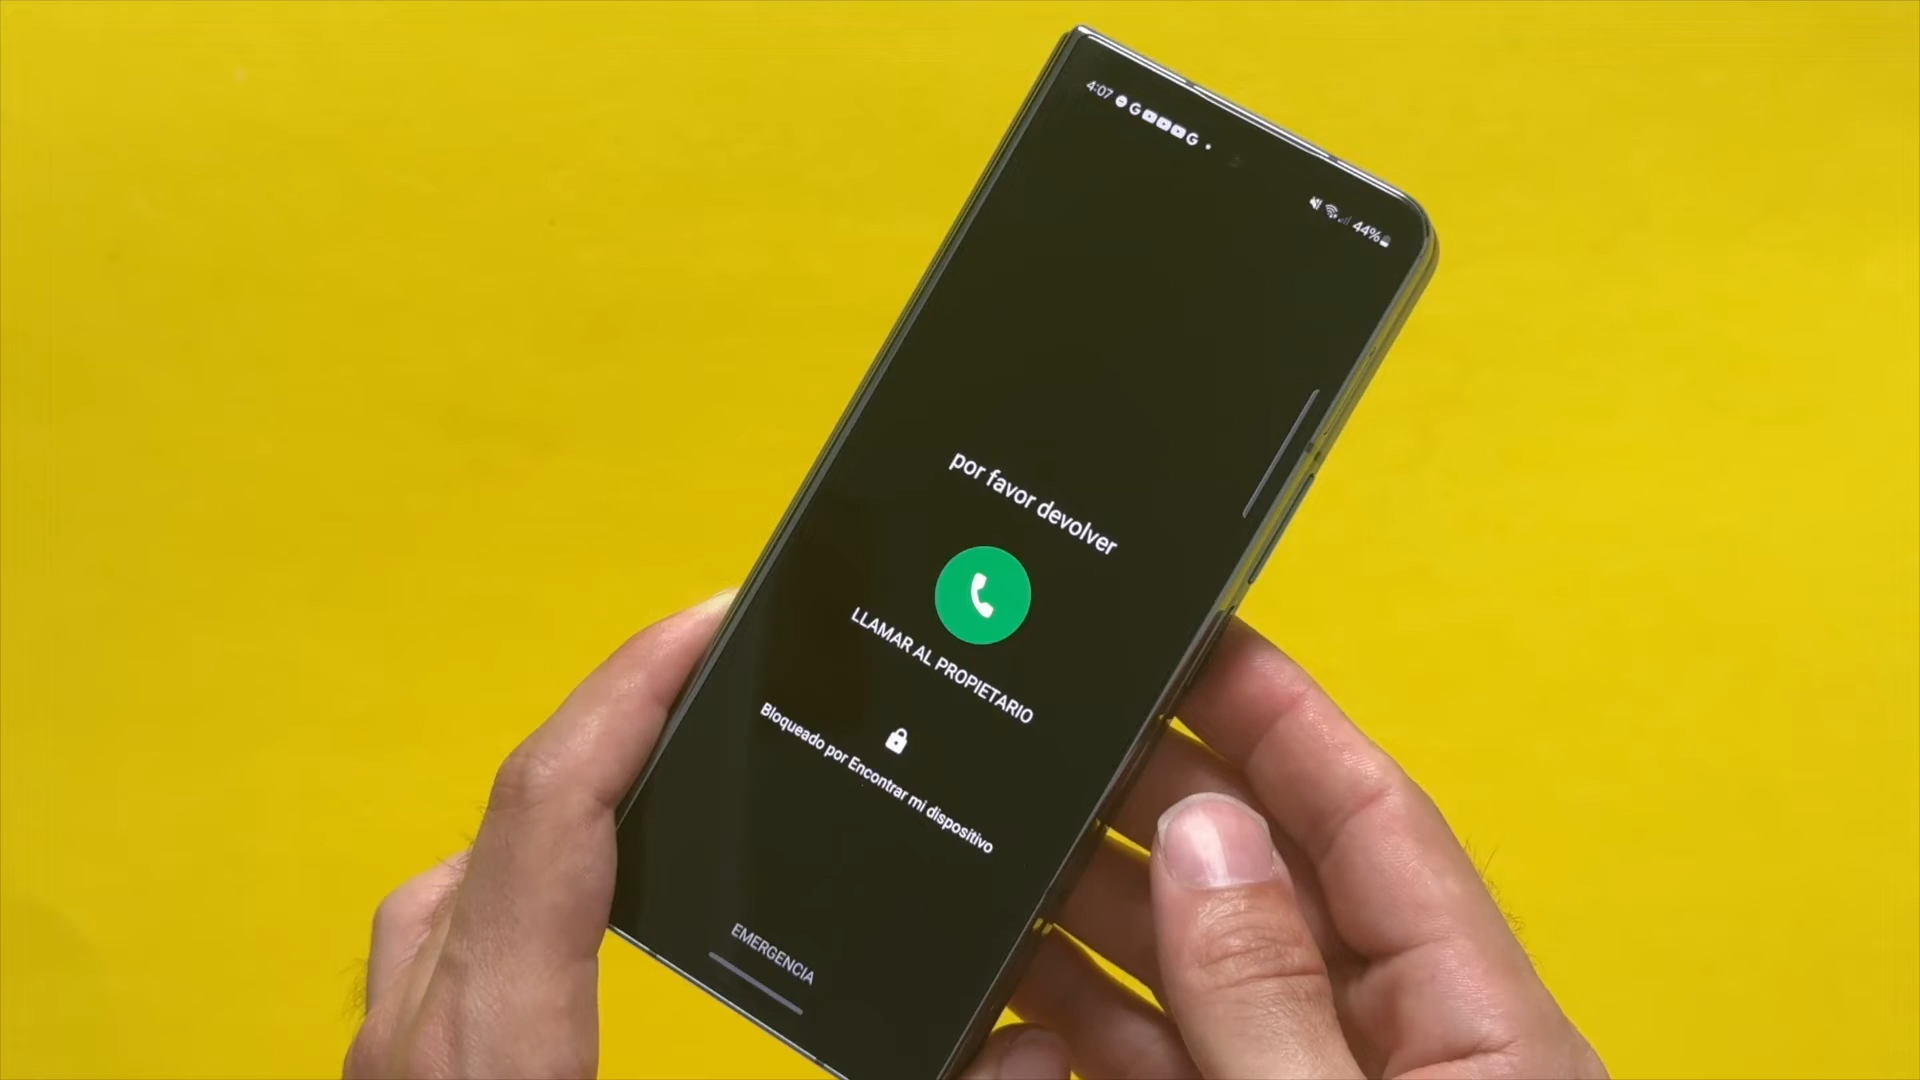 4:07
44%
por favor devolver
LLAMAR AL PROPIETARIO
Bloqueado por Encontrar mi dispositivo
EMERGENCIA